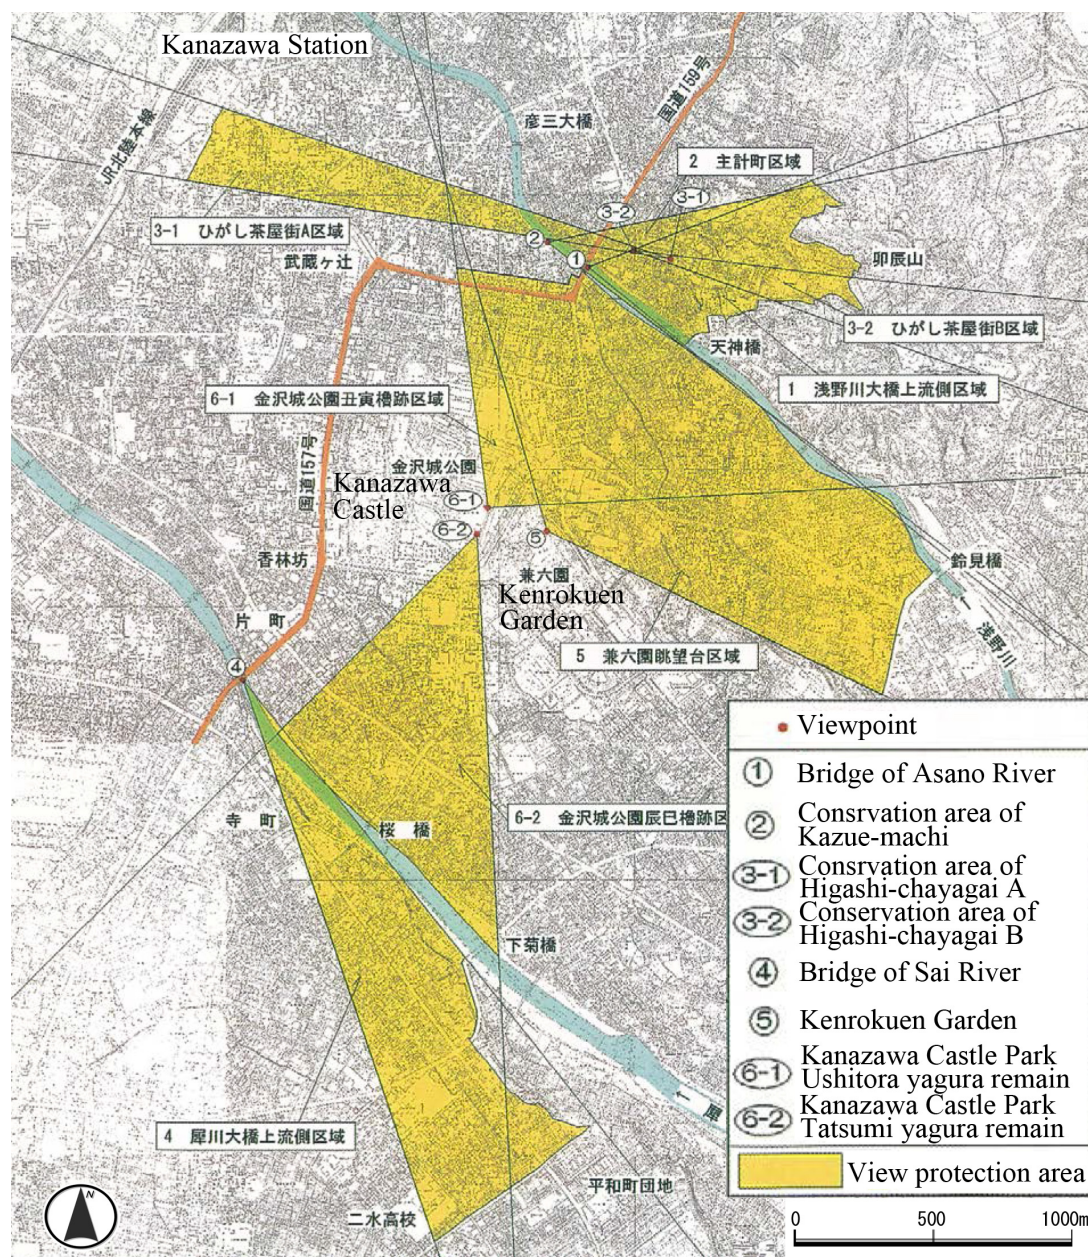 Kanazawa Station
国道159号
彦三大橋
JR北陸本線
2 主計町区域
3-1
3-2
3-1 ひがし茶屋街A区域
2
武蔵ヶ辻
1
卯辰山
3-2 ひがし茶屋街B区域
天神橋
1 浅野川大橋上流側区域
6-1 金沢城公園丑寅櫓跡区域
国道157号
金沢城公園
Kanazawa
Castle
6-1
6-2
5
香林坊
兼六園
Kenrokuen
Garden
鈴見橋
片町
浅野川
4
5 兼六園眺望台区域
寺町
桜橋
6-2 金沢城公園辰巳櫓跡区
下菊橋
犀
4 犀川大橋上流側区域
平和町団地
二水高校
N
Viewpoint
1 Bridge of Asano River
2 Consrvation area of
Kazue-machi
3-1 Consrvation area of
Higashi-chayagai A
3-2 Conservation area of
Higashi-chayagai B
4 Bridge of Sai River
5 Kenrokuen Garden
6-1 Kanazawa Castle Park
Ushitora yagura remain
6-2 Kanazawa Castle Park
Tatsumi yagura remain
View protection area
0 500 1000m